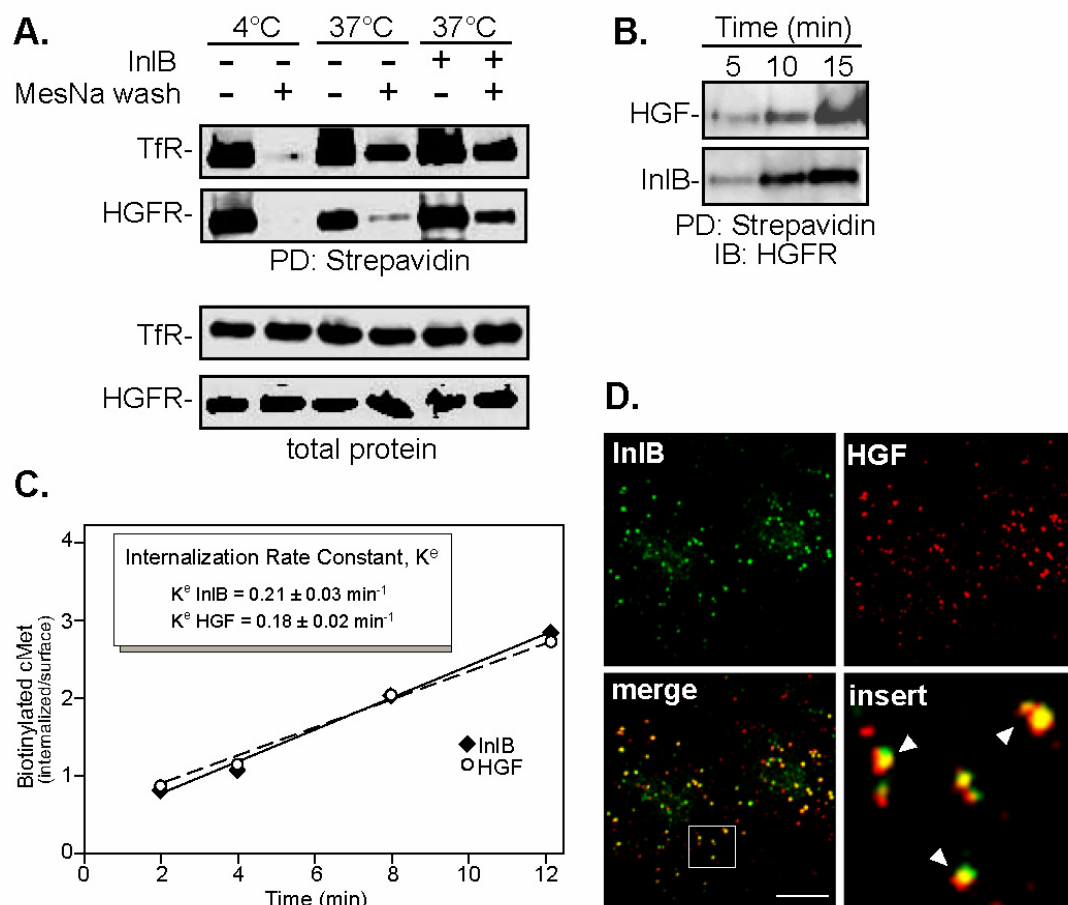 A.
4°C 37°C 37°C
InlB - - - - + +
MesNa wash - + - + - +
TfR-
HGFR-
PD: Strepavidin
TfR-
HGFR-
total protein
B.
Time (min)
5 10 15
HGF-
InlB-
PD: Strepavidin
IB: HGFR
C.
Biotinylated cMet
(internalized/surface)
4
3
2
1
0
Internalization Rate Constant, Kᵉ
Kᵉ InlB = 0.21 ± 0.03 min⁻¹
Kᵉ HGF = 0.18 ± 0.02 min⁻¹
InlB
HGF
0 2 4 6 8 10 12
Time (min)
D.
InlB
HGF
merge
insert